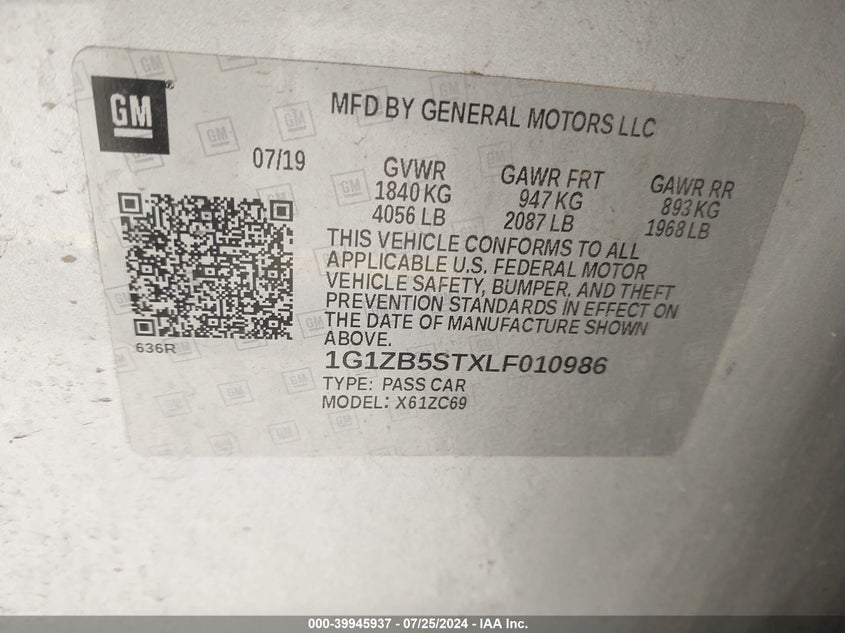 GM
MFD BY GENERAL MOTORS LLC
07/19
GVWR
1840 KG
4056 LB
GAWR FRT
947 KG
2087 LB
GAWR RR
893 KG
1968 LB
THIS VEHICLE CONFORMS TO ALL
APPLICABLE U.S. FEDERAL MOTOR
VEHICLE SAFETY, BUMPER, AND THEFT
PREVENTION STANDARDS IN EFFECT ON
THE DATE OF MANUFACTURE SHOWN
ABOVE.
636R
1G1ZB5STXLF010986
TYPE: PASS CAR
MODEL: X61ZC69
000-39945937 - 07/25/2024 - IAA Inc.